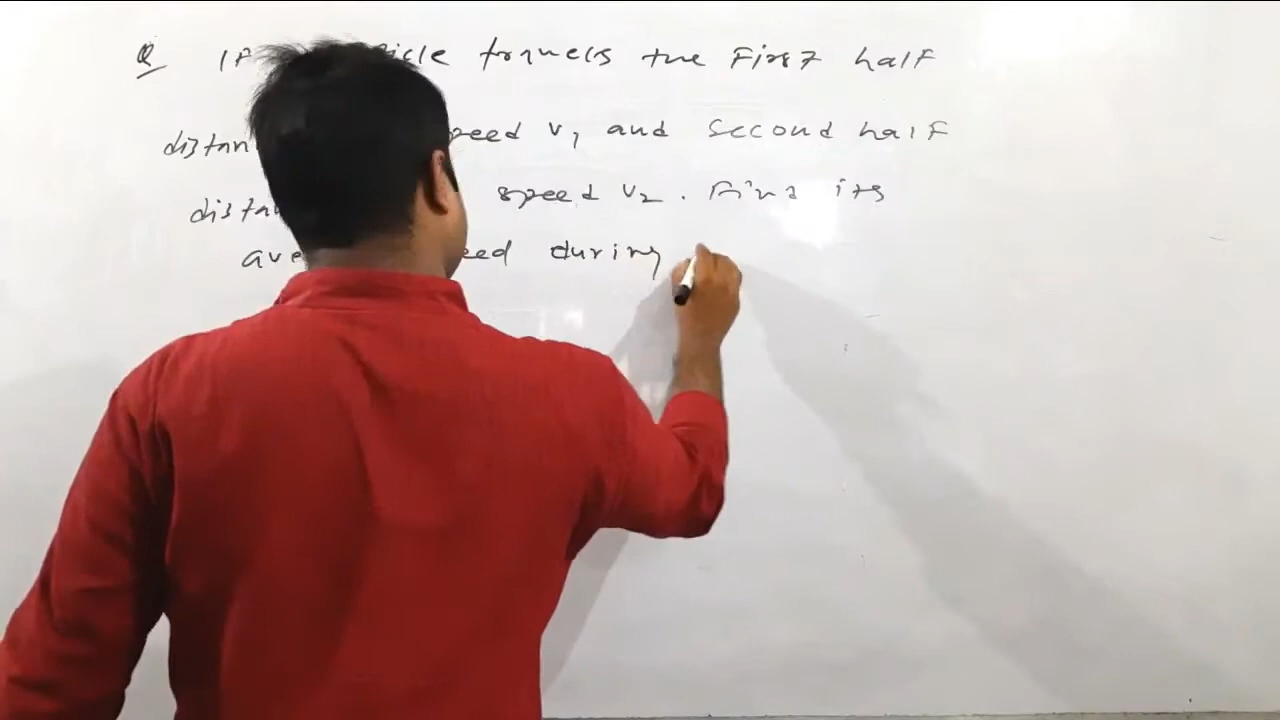 Q IF icle travels the First half
distan peed v1 and Second half
dista speed v2. Find its
ave eed during